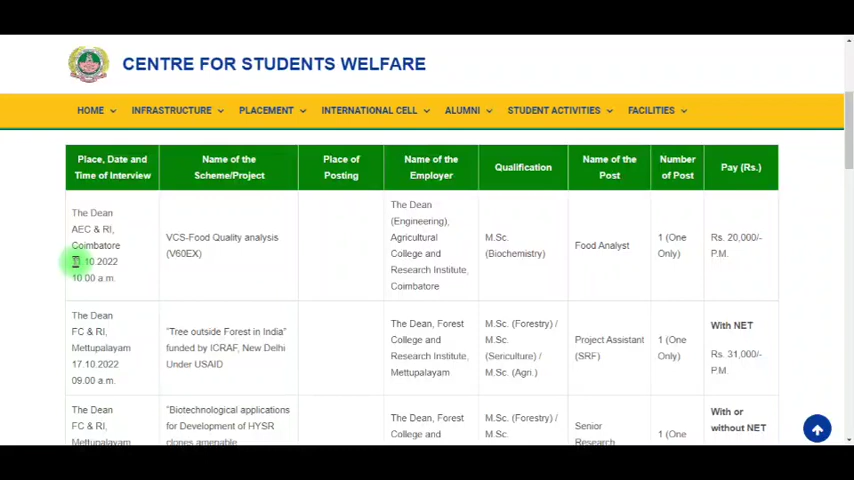 CENTRE FOR STUDENTS WELFARE
HOME INFRASTRUCTURE PLACEMENT INTERNATIONAL CELL ALUMNI STUDENT ACTIVITIES FACILITIES
Place, Date and
Time of Interview
Name of the
Scheme/Project
Place of
Posting
Name of the
Employer
Qualification
Name of the
Post
Number
of Post
Pay (Rs.)
The Dean
AEC & RI,
Coimbatore
.10.2022
10.00 a.m.
VCS-Food Quality analysis
(V60EX)
The Dean
(Engineering),
Agricultural
College and
Research Institute,
Coimbatore
M.Sc.
(Biochemistry)
Food Analyst
1 (One
Only)
Rs. 20,000/-
P.M.
The Dean
FC & RI,
Mettupalayam
17.10.2022
09.00 a.m.
"Tree outside Forest in India"
funded by ICRAF, New Delhi
Under USAID
The Dean, Forest
College and
Research Institute,
Mettupalayam
M.Sc. (Forestry) /
M.Sc.
(Sericulture) /
M.Sc. (Agri.)
Project Assistant
(SRF)
1 (One
Only)
With NET
Rs. 31,000/-
P.M.
The Dean
FC & RI,
Mettupalayam
"Biotechnological applications
for Development of HYSR
clones amenable
The Dean, Forest
College and
M.Sc. (Forestry) /
M.Sc.
Senior
Research
1 (One
With or
without NET